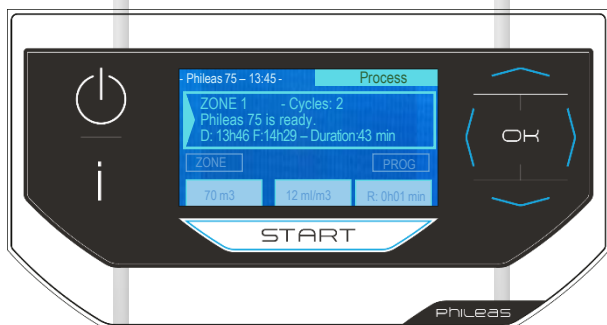 - Phileas 75 – 13:45 -
Process
ZONE 1 - Cycles: 2
Phileas 75 is ready.
D: 13h46 F:14h29 – Duration:43 min
ZONE
PROG
70 m3
12 ml/m3
R: 0h01 min
i
OK
START
PHILEAS